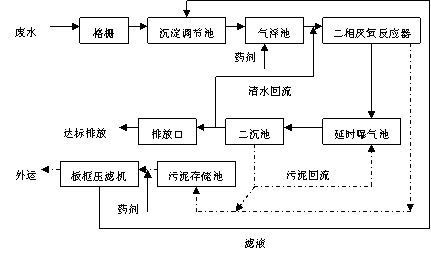 废水
格栅
沉淀调节池
气浮池
二相厌氧反应器
药剂
清水回流
达标排放
排放口
二沉池
延时曝气池
外运
板框压滤机
污泥存储池
污泥回流
药剂
滤液